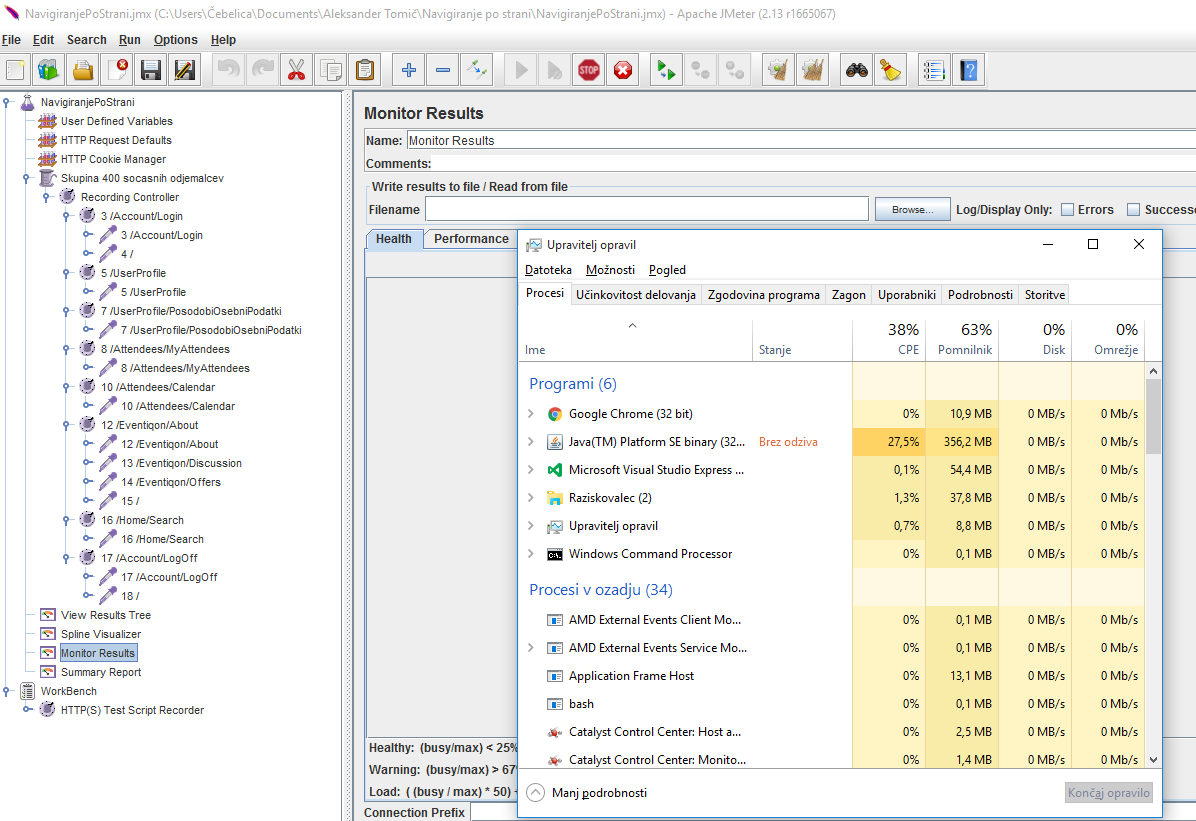 NavigiranjePoStrani.jmx (C:\Users\Čebelica\Documents\Aleksander Tomič\Navigiranje po strani\NavigiranjePoStrani.jmx) - Apache JMeter (2.13 r1665067)
File Edit Search Run Options Help
STOP
NavigiranjePoStrani
User Defined Variables
HTTP Request Defaults
HTTP Cookie Manager
Skupina 400 socasnih odjemalcev
Recording Controller
3 /Account/Login
3 /Account/Login
4 /
5 /UserProfile
5 /UserProfile
7 /UserProfile/PosodobiOsebniPodatki
7 /UserProfile/PosodobiOsebniPodatki
8 /Attendees/MyAttendees
8 /Attendees/MyAttendees
10 /Attendees/Calendar
10 /Attendees/Calendar
12 /Eventiqon/About
12 /Eventiqon/About
13 /Eventiqon/Discussion
14 /Eventiqon/Offers
15 /
16 /Home/Search
16 /Home/Search
17 /Account/LogOff
17 /Account/LogOff
18 /
View Results Tree
Spline Visualizer
Monitor Results
Summary Report
WorkBench
HTTP(S) Test Script Recorder
Monitor Results
Name: Monitor Results
Comments:
Write results to file / Read from file
Filename Browse... Log/Display Only: Errors Successe
Health Performance
Healthy: (busy/max) < 25%
Warning: (busy/max) > 67%
Load: ( (busy / max) * 50) +
Connection Prefix
Upravitelj opravil
Datoteka Možnosti Pogled
Procesi Učinkovitost delovanja Zgodovina programa Zagon Uporabniki Podrobnosti Storitve
38% 63% 0% 0%
Ime Stanje CPE Pomnilnik Disk Omrežje
Programi (6)
Google Chrome (32 bit) 0% 10,9 MB 0 MB/s 0 Mb/s
Java(TM) Platform SE binary (32... Brez odziva 27,5% 356,2 MB 0 MB/s 0 Mb/s
Microsoft Visual Studio Express ... 0,1% 54,4 MB 0 MB/s 0 Mb/s
Raziskovalec (2) 1,3% 37,8 MB 0 MB/s 0 Mb/s
Upravitelj opravil 0,7% 8,8 MB 0 MB/s 0 Mb/s
Windows Command Processor 0% 0,1 MB 0 MB/s 0 Mb/s
Procesi v ozadju (34)
AMD External Events Client Mo... 0% 0,1 MB 0 MB/s 0 Mb/s
AMD External Events Service Mo... 0% 0,1 MB 0 MB/s 0 Mb/s
Application Frame Host 0% 13,1 MB 0 MB/s 0 Mb/s
bash 0% 0,1 MB 0 MB/s 0 Mb/s
Catalyst Control Center: Host a... 0% 2,5 MB 0 MB/s 0 Mb/s
Catalyst Control Center: Monito... 0% 1,4 MB 0 MB/s 0 Mb/s
Manj podrobnosti Končaj opravilo